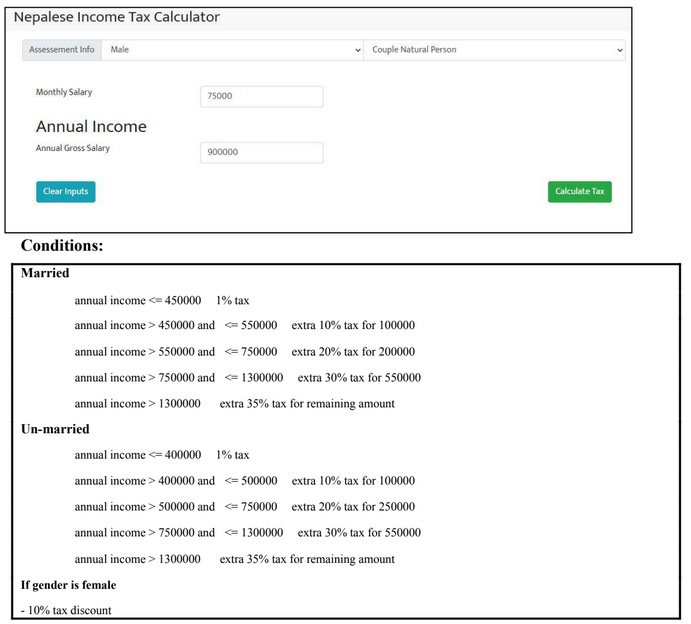 Nepalese Income Tax Calculator
Assessement Info Male Couple Natural Person
Monthly Salary 75000
Annual Income
Annual Gross Salary 900000
Clear Inputs Calculate Tax
Conditions:
Married
annual income <= 450000 1% tax
annual income > 450000 and <= 550000 extra 10% tax for 100000
annual income > 550000 and <= 750000 extra 20% tax for 200000
annual income > 750000 and <= 1300000 extra 30% tax for 550000
annual income > 1300000 extra 35% tax for remaining amount
Un-married
annual income <= 400000 1% tax
annual income > 400000 and <= 500000 extra 10% tax for 100000
annual income > 500000 and <= 750000 extra 20% tax for 250000
annual income > 750000 and <= 1300000 extra 30% tax for 550000
annual income > 1300000 extra 35% tax for remaining amount
If gender is female
- 10% tax discount